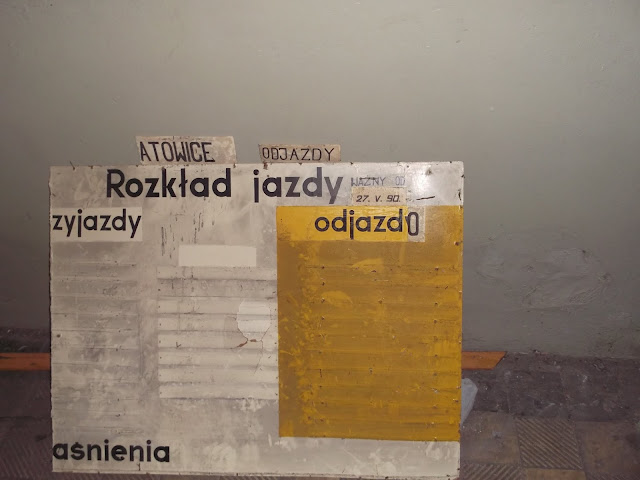 ATOWICE
ODJAZDY
Rozkład jazdy
WAŻNY OD
27. V. 90.
zyjazdy
odjazdO
aśnienia